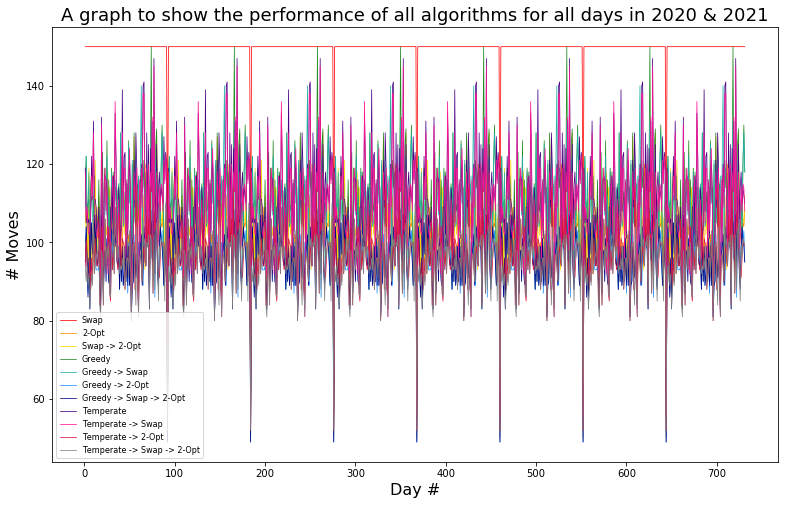 A graph to show the performance of all algorithms for all days in 2020 & 2021
# Moves
140
120
100
80
60
Swap
2-Opt
Swap -> 2-Opt
Greedy
Greedy -> Swap
Greedy -> 2-Opt
Greedy -> Swap -> 2-Opt
Temperate
Temperate -> Swap
Temperate -> 2-Opt
Temperate -> Swap -> 2-Opt
0 100 200 300 400 500 600 700
Day #